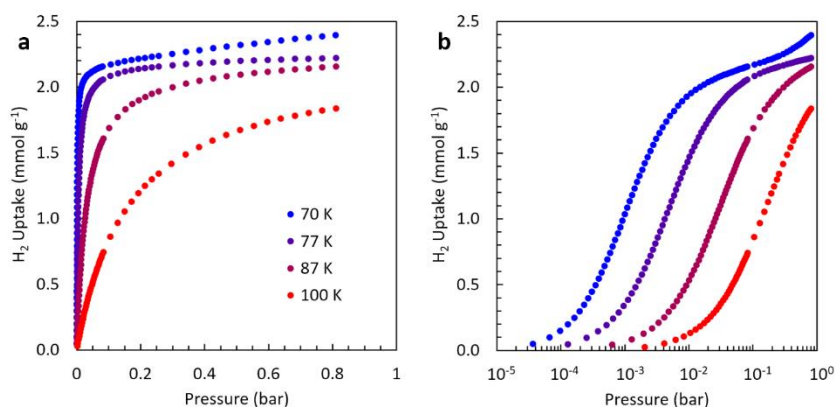 a
2.5
2.0
1.5
1.0
0.5
0.0
H₂ Uptake (mmol g⁻¹)
70 K
77 K
87 K
100 K
0 0.2 0.4 0.6 0.8 1
Pressure (bar)
b
2.5
2.0
1.5
1.0
0.5
0.0
H₂ Uptake (mmol g⁻¹)
10⁻⁵ 10⁻⁴ 10⁻³ 10⁻² 10⁻¹ 10⁰
Pressure (bar)